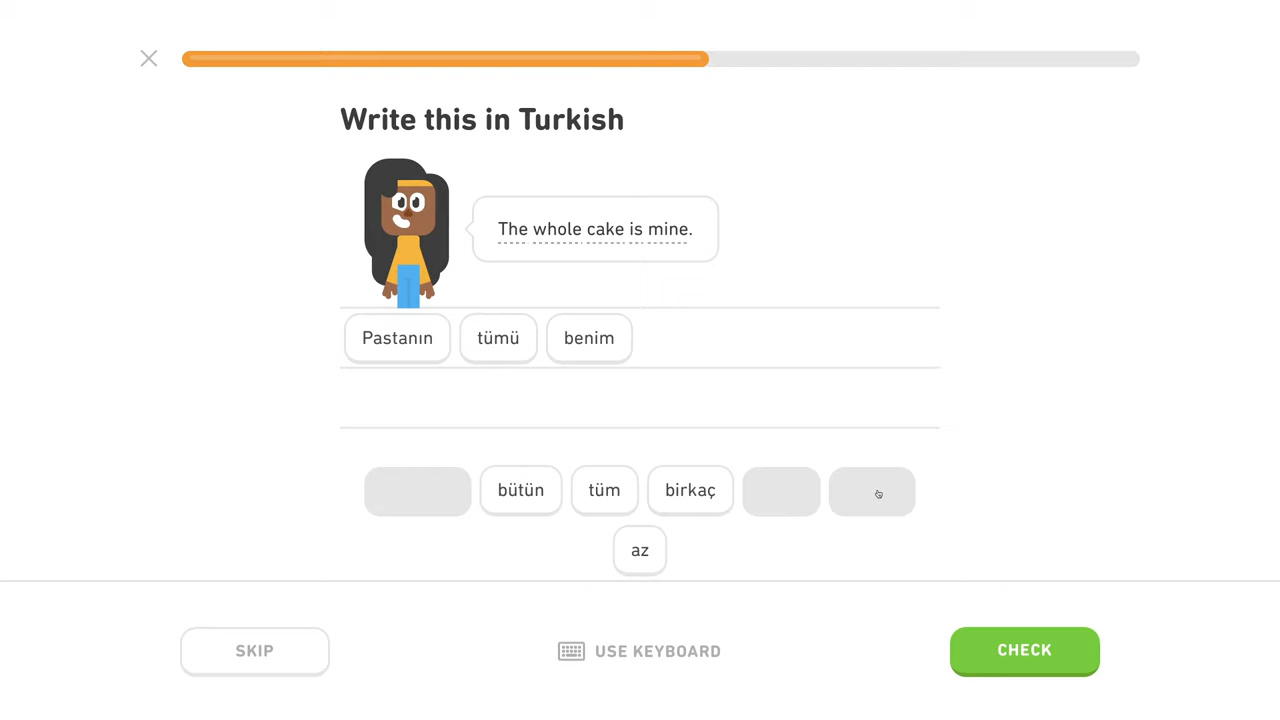 Write this in Turkish
The whole cake is mine.
Pastanın tümü benim
bütün tüm birkaç
az
SKIP USE KEYBOARD CHECK